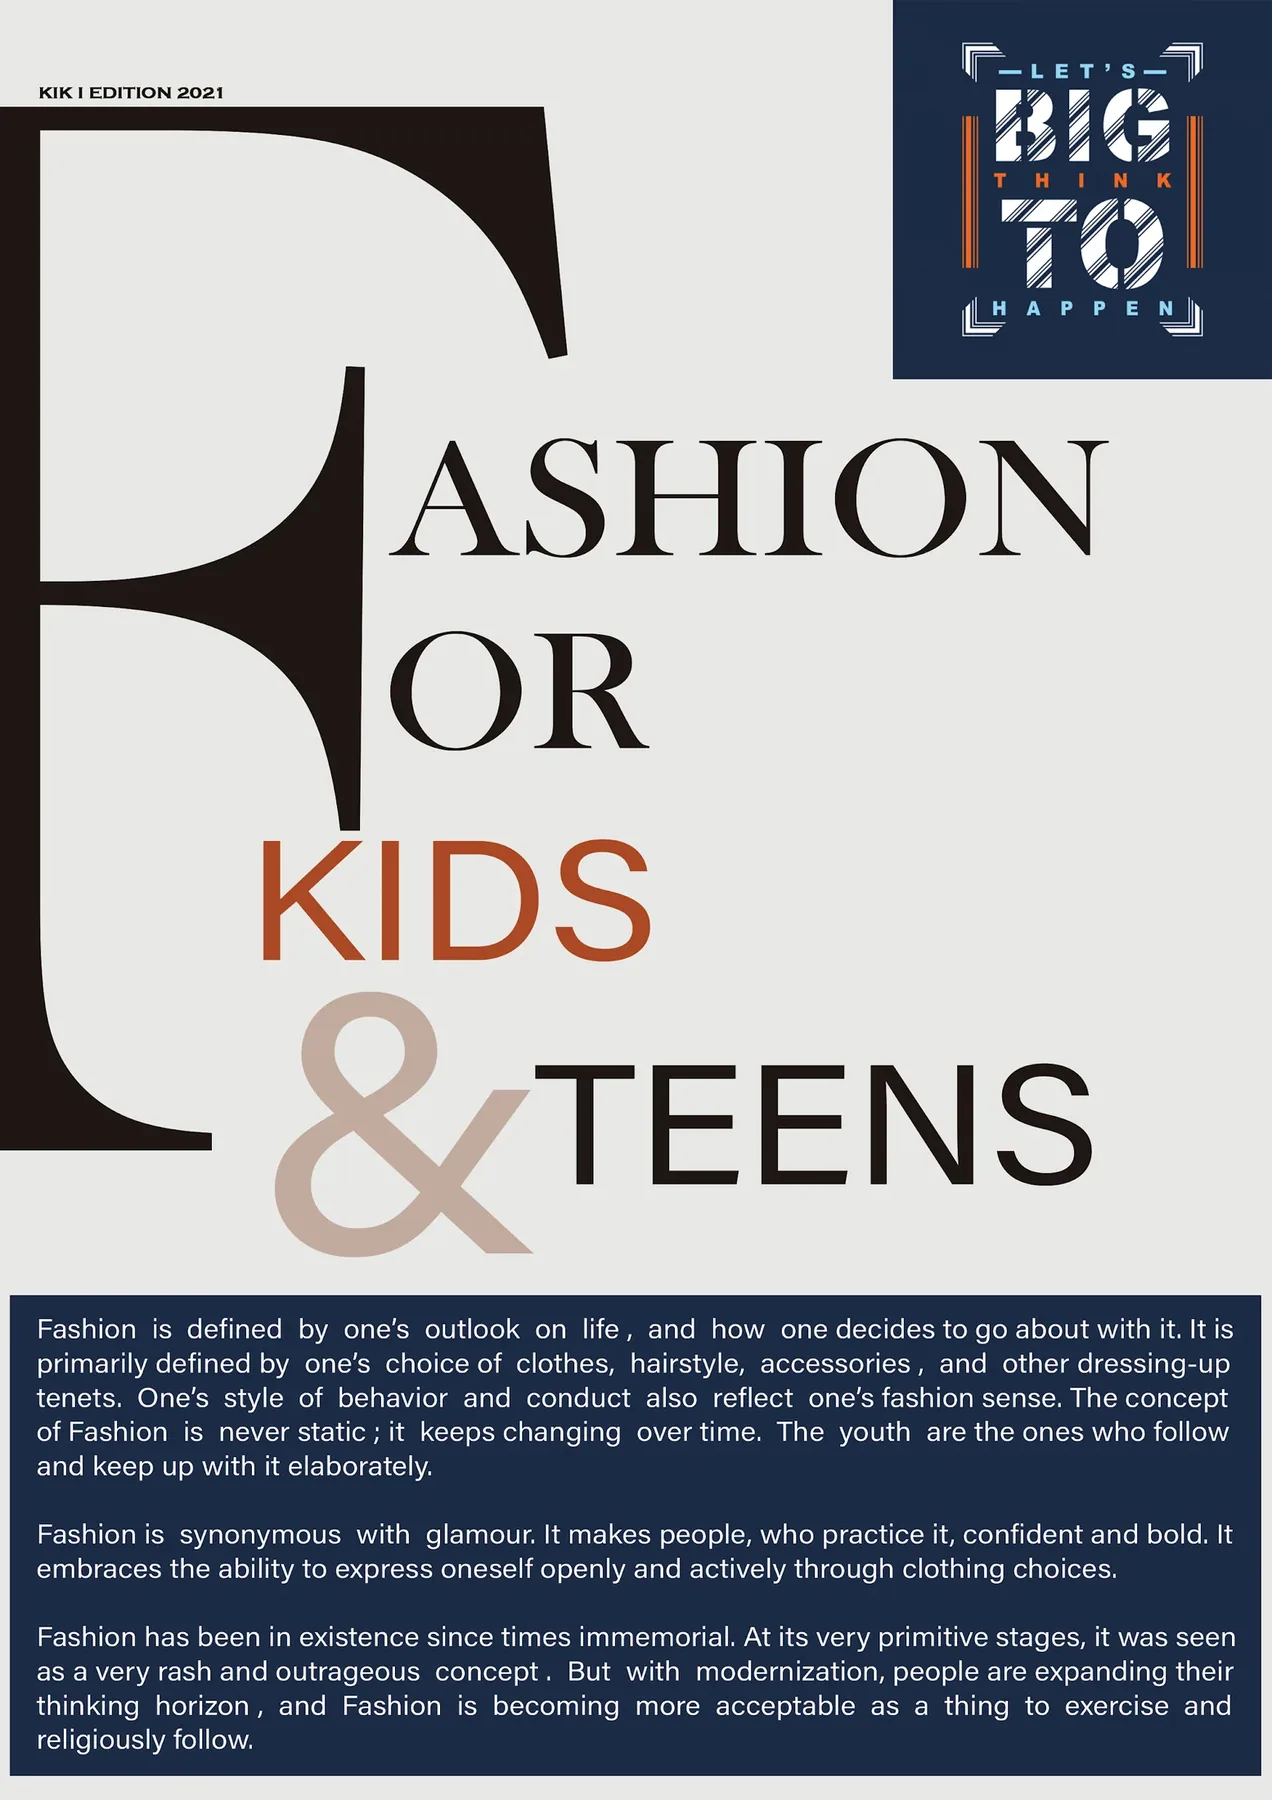 KIK I EDITION 2021
—LET'S—
BIG
THINK
TO
HAPPEN
FASHION
FOR
KIDS
& TEENS
Fashion is defined by one’s outlook on life , and how one decides to go about with it. It is
primarily defined by one’s choice of clothes, hairstyle, accessories , and other dressing-up
tenets. One’s style of behavior and conduct also reflect one’s fashion sense. The concept
of Fashion is never static ; it keeps changing over time. The youth are the ones who follow
and keep up with it elaborately.
Fashion is synonymous with glamour. It makes people, who practice it, confident and bold. It
embraces the ability to express oneself openly and actively through clothing choices.
Fashion has been in existence since times immemorial. At its very primitive stages, it was seen
as a very rash and outrageous concept . But with modernization, people are expanding their
thinking horizon , and Fashion is becoming more acceptable as a thing to exercise and
religiously follow.